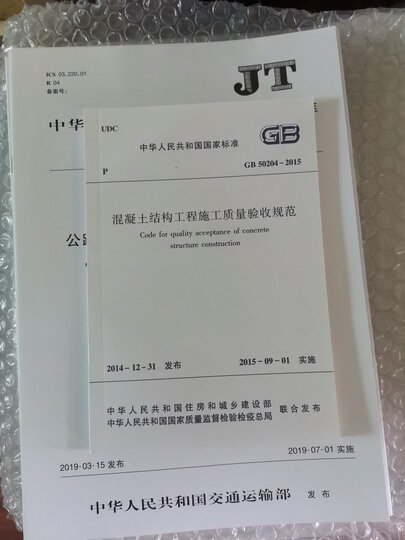 ICS 03.220.01
R 04
备案号:
JT
中华
UDC
GB
中华人民共和国国家标准
P
GB 50204-2015
公路
混凝土结构工程施工质量验收规范
Code for quality acceptance of concrete
structure construction
2014-12-31 发布
2015-09-01 实施
中华人民共和国住房和城乡建设部
中华人民共和国国家质量监督检验检疫总局
联合发布
2019-03-15 发布
2019-07-01 实施
中华人民共和国交通运输部 发布